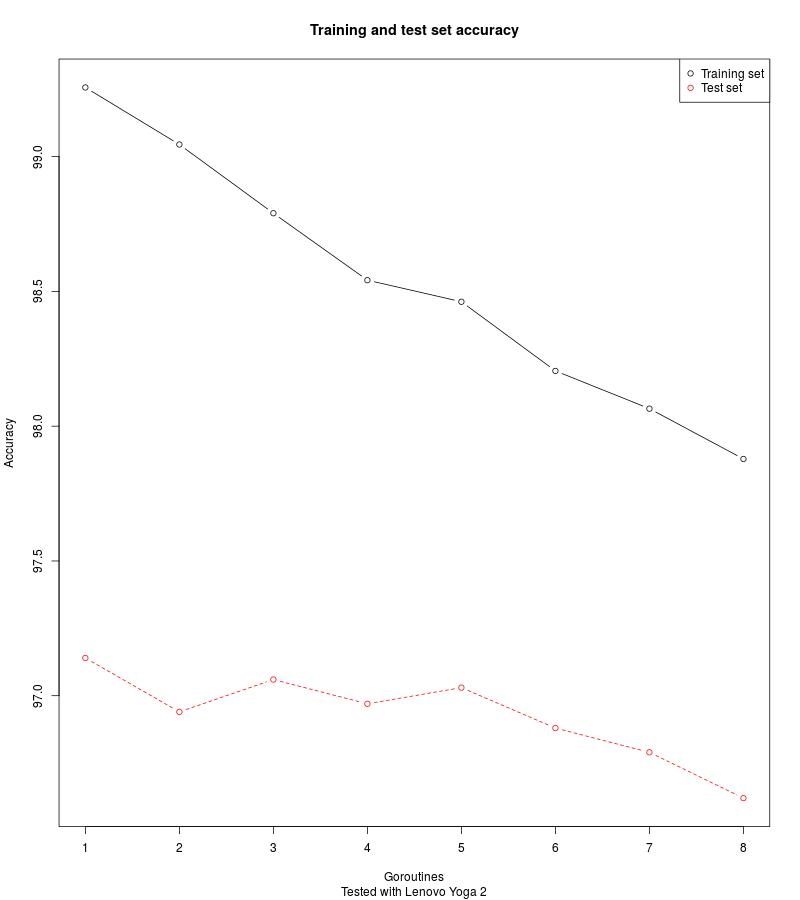 Training and test set accuracy
Training set
Test set
99.0
98.5
98.0
97.5
97.0
Accuracy
1 2 3 4 5 6 7 8
Goroutines
Tested with Lenovo Yoga 2